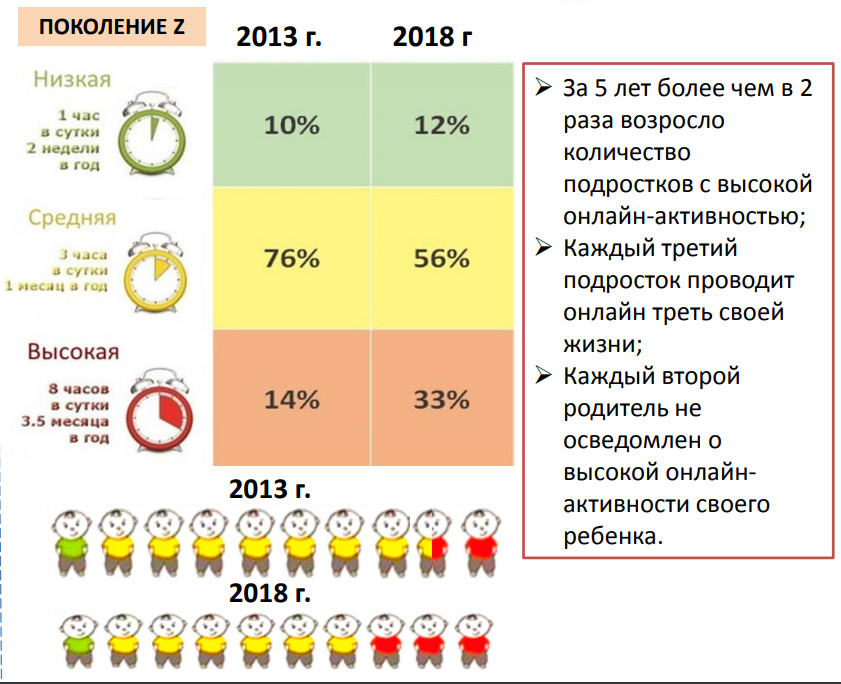 ПОКОЛЕНИЕ Z
2013 г.
2018 г
Низкая
1 час
в сутки
2 недели
в год
10%
12%
Средняя
3 часа
в сутки
1 месяц в год
76%
56%
Высокая
8 часов
в сутки
3.5 месяца
в год
14%
33%
2013 г.
2018 г.
➢ За 5 лет более чем в 2
раза возросло
количество
подростков с высокой
онлайн-активностью;
➢ Каждый третий
подросток проводит
онлайн треть своей
жизни;
➢ Каждый второй
родитель не
осведомлен о
высокой онлайн-
активности своего
ребенка.